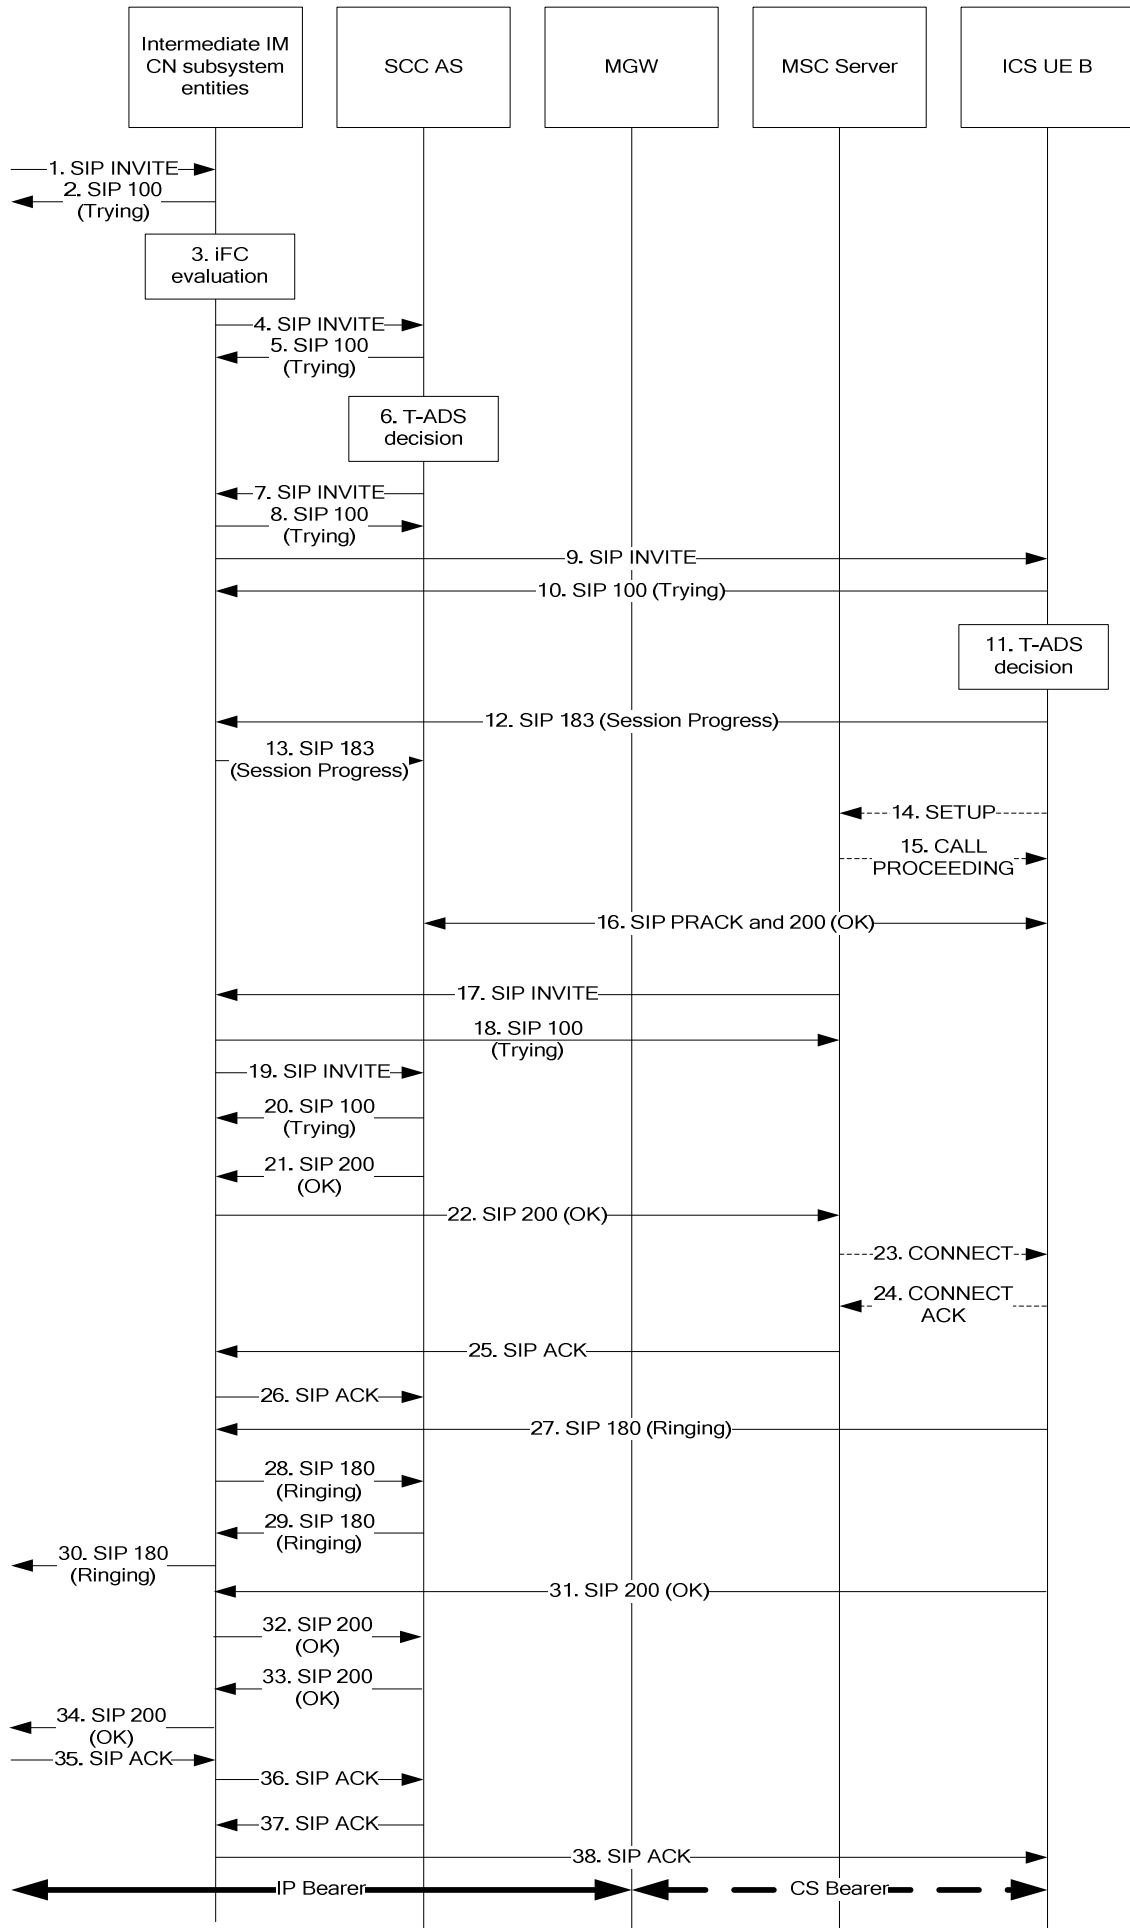 Intermediate IM
CN subsystem
entities
SCC AS
MGW
MSC Server
ICS UE B
1. SIP INVITE
2. SIP 100
(Trying)
3. iFC
evaluation
4. SIP INVITE
5. SIP 100
(Trying)
6. T-ADS
decision
7. SIP INVITE
8. SIP 100
(Trying)
9. SIP INVITE
10. SIP 100 (Trying)
11. T-ADS
decision
12. SIP 183 (Session Progress)
13. SIP 183
(Session Progress)
14. SETUP
15. CALL
PROCEEDING
16. SIP PRACK and 200 (OK)
17. SIP INVITE
18. SIP 100
(Trying)
19. SIP INVITE
20. SIP 100
(Trying)
21. SIP 200
(OK)
22. SIP 200 (OK)
23. CONNECT
24. CONNECT
ACK
25. SIP ACK
26. SIP ACK
27. SIP 180 (Ringing)
28. SIP 180
(Ringing)
29. SIP 180
(Ringing)
30. SIP 180
(Ringing)
31. SIP 200 (OK)
32. SIP 200
(OK)
33. SIP 200
(OK)
34. SIP 200
(OK)
35. SIP ACK
36. SIP ACK
37. SIP ACK
38. SIP ACK
IP Bearer
CS Bearer